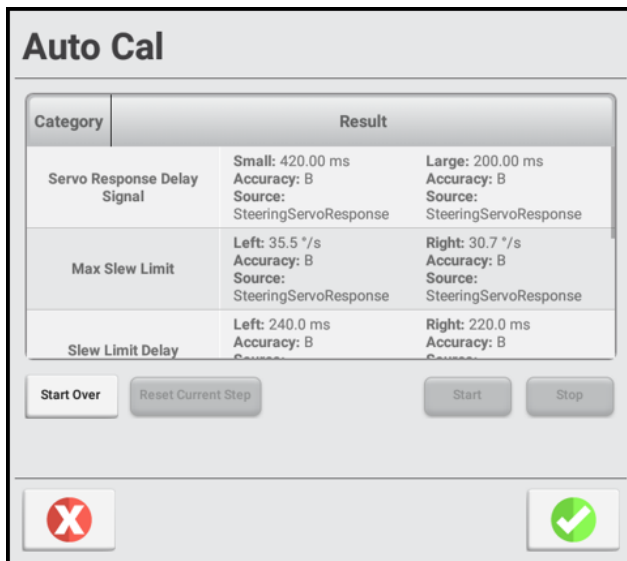 Auto Cal
Category Result
Servo Response Delay
Signal
Small: 420.00 ms
Accuracy: B
Source:
SteeringServoResponse
Large: 200.00 ms
Accuracy: B
Source:
SteeringServoResponse
Max Slew Limit
Left: 35.5 °/s
Accuracy: B
Source:
SteeringServoResponse
Right: 30.7 °/s
Accuracy: B
Source:
SteeringServoResponse
Slew Limit Delay
Left: 240.0 ms
Accuracy: B
Right: 220.0 ms
Accuracy: B
Start Over Reset Current Step Start Stop